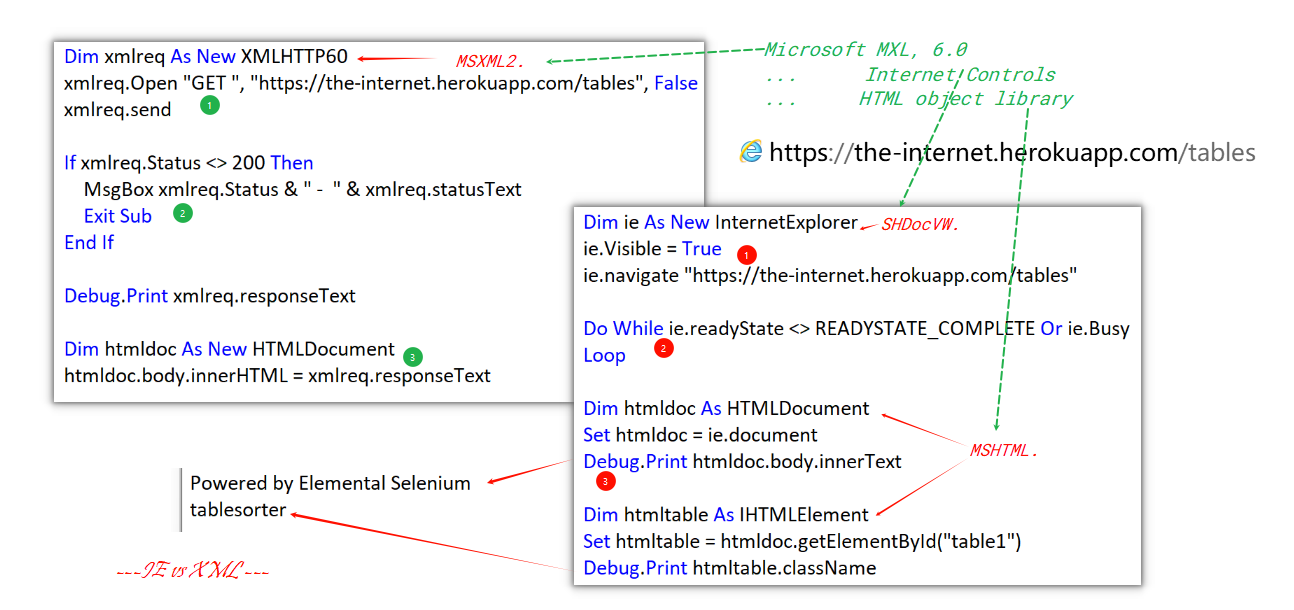 Dim xmlreq As New XMLHTTP60
MSXML2.
xmlreq.Open "GET ", "https://the-internet.herokuapp.com/tables", False
1
xmlreq.send
If xmlreq.Status <> 200 Then
MsgBox xmlreq.Status & " -  " & xmlreq.statusText
Exit Sub
2
End If
Debug.Print xmlreq.responseText
Dim htmldoc As New HTMLDocument
3
htmldoc.body.innerHTML = xmlreq.responseText
Microsoft MXL, 6.0
... Internet Controls
... HTML object library
https://the-internet.herokuapp.com/tables
Dim ie As New InternetExplorer
SHDocVW.
ie.Visible = True
1
ie.navigate "https://the-internet.herokuapp.com/tables"
Do While ie.readyState <> READYSTATE_COMPLETE Or ie.Busy
2
Loop
Dim htmldoc As HTMLDocument
Set htmldoc = ie.document
MSHTML.
Debug.Print htmldoc.body.innerText
3
Dim htmltable As IHTMLElement
Set htmltable = htmldoc.getElementById("table1")
Debug.Print htmltable.className
Powered by Elemental Selenium
tablesorter
---IE vs XML---